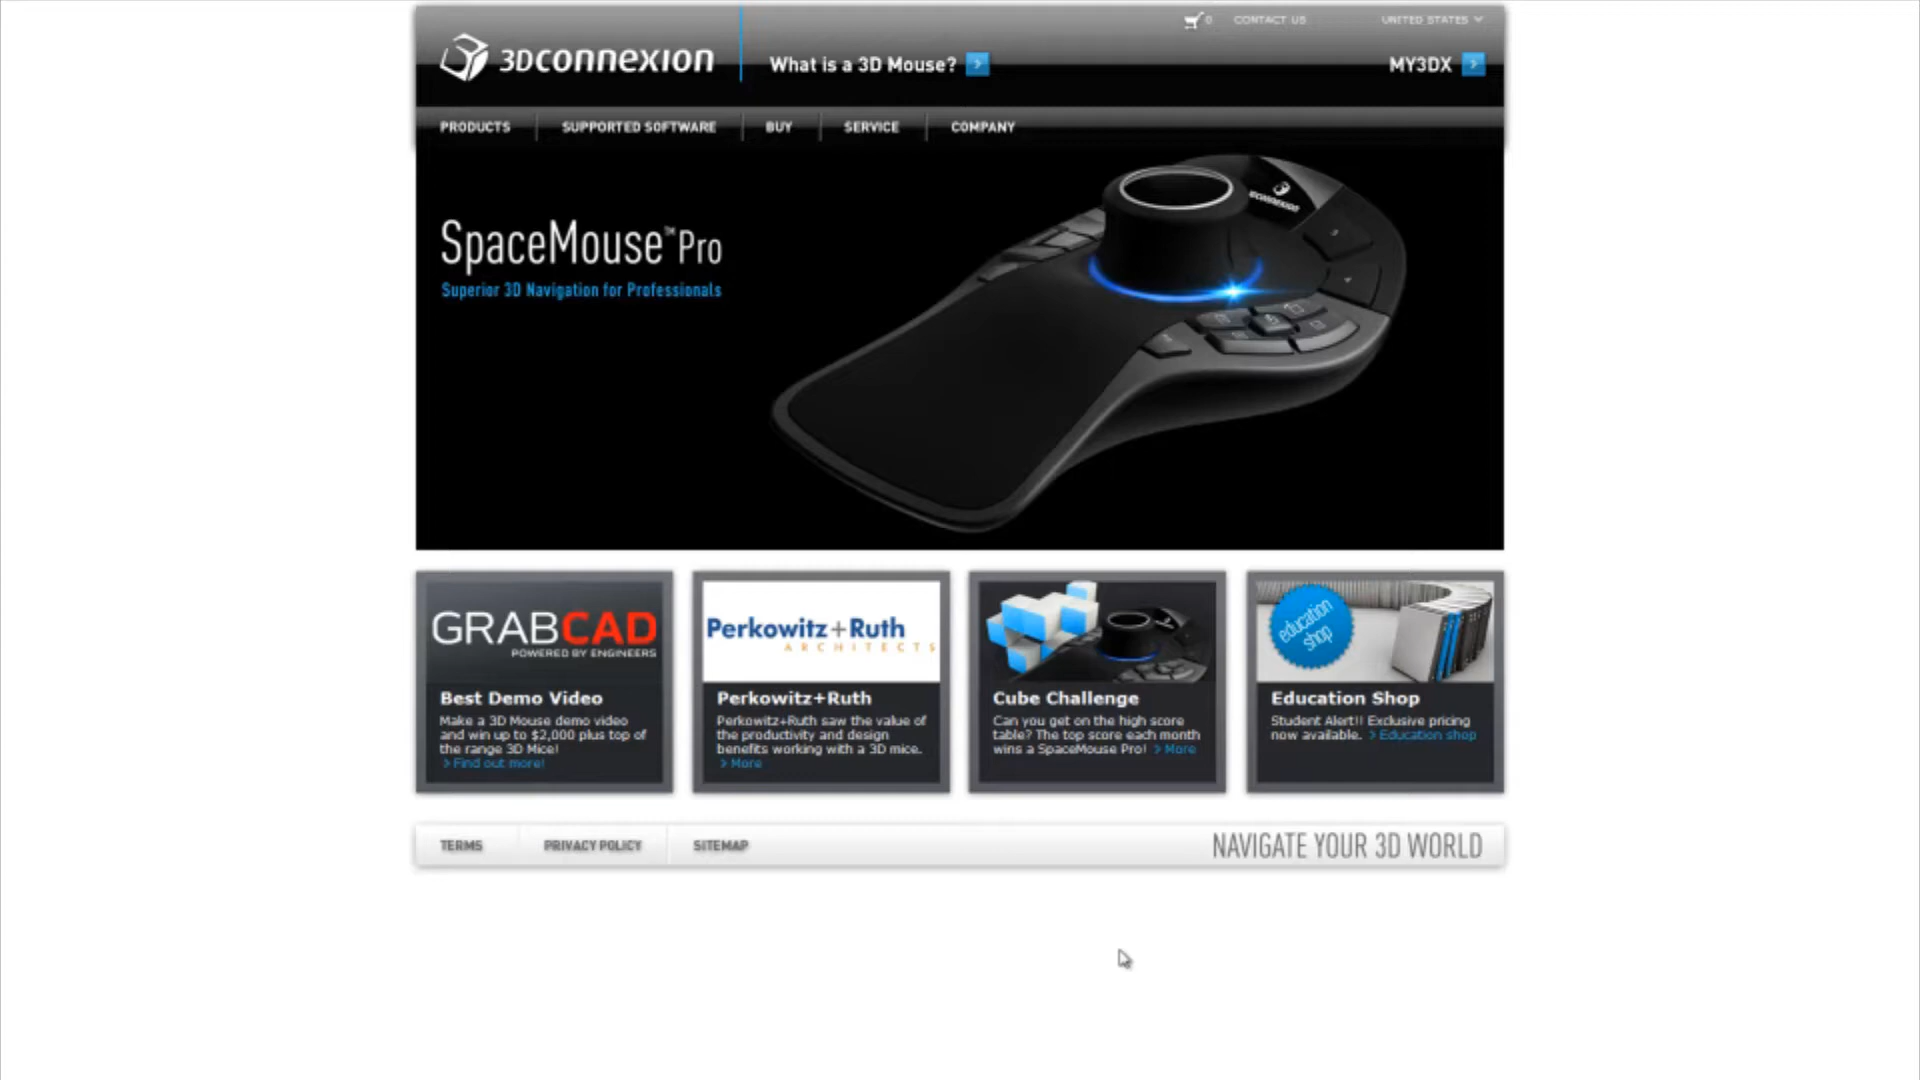 0 CONTACT US UNITED STATES
3DCONNEXION What is a 3D Mouse? MY3DX
PRODUCTS SUPPORTED SOFTWARE BUY SERVICE COMPANY
SpaceMouse™ Pro
Superior 3D Navigation for Professionals
3DCONNEXION
GRABCAD
POWERED BY ENGINEERS
Best Demo Video
Make a 3D Mouse demo video
and win up to $2,000 plus top of
the range 3D Mice!
> Find out more!
Perkowitz+Ruth
ARCHITECTS
Perkowitz+Ruth
Perkowitz+Ruth saw the value of
the productivity and design
benefits working with a 3D mice.
> More
Cube Challenge
Can you get on the high score
table? The top score each month
wins a SpaceMouse Pro! > More
education
shop
Education Shop
Student Alert!! Exclusive pricing
now available. > Education shop
TERMS PRIVACY POLICY SITEMAP NAVIGATE YOUR 3D WORLD